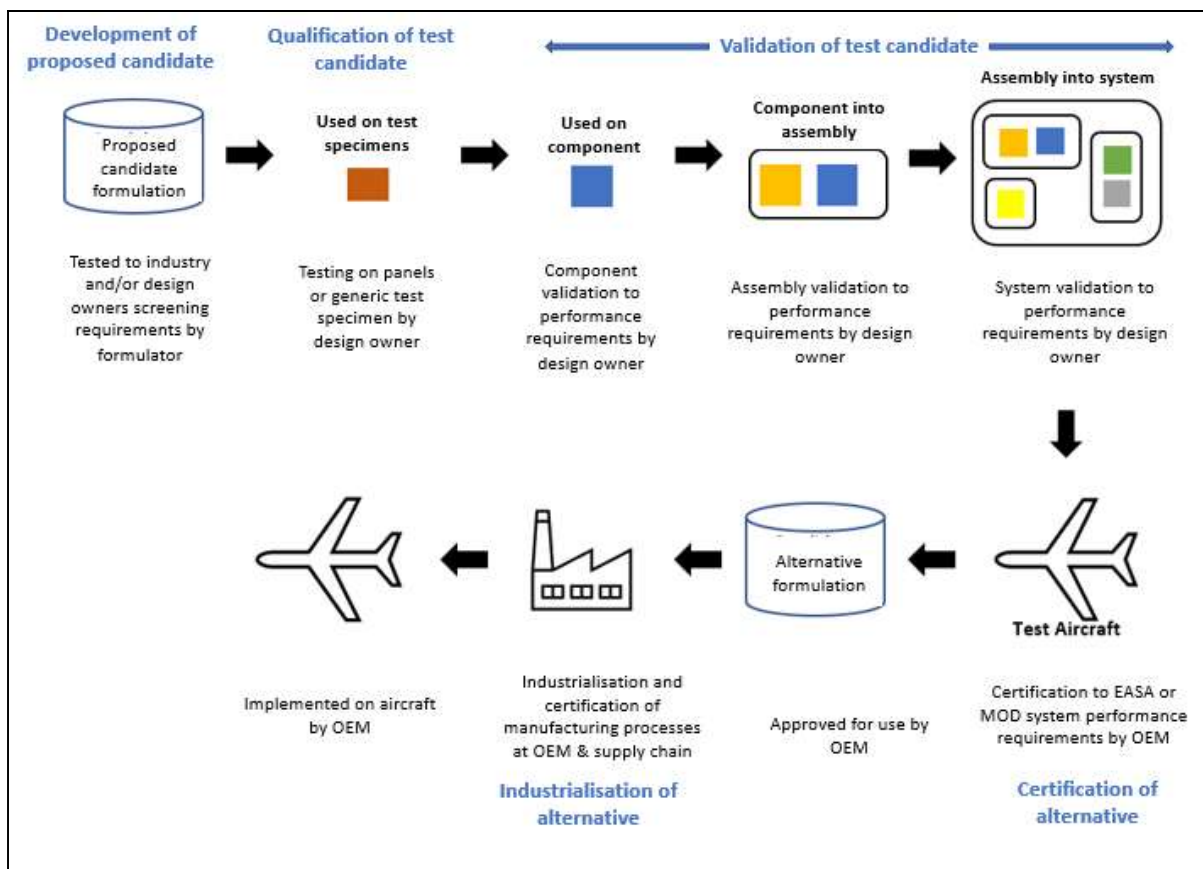 Development of
proposed candidate
Qualification of test
candidate
Validation of test candidate
Proposed
candidate
formulation
Used on test
specimens
Used on
component
Component into
assembly
Assembly into system
Tested to industry
and/or design
owners screening
requirements by
formulator
Testing on panels
or generic test
specimen by
design owner
Component
validation to
performance
requirements by
design owner
Assembly validation to
performance
requirements by design
owner
System validation to
performance
requirements by design
owner
Alternative
formulation
Test Aircraft
Implemented on aircraft
by OEM
Industrialisation and
certification of
manufacturing processes
at OEM & supply chain
Approved for use by
OEM
Certification to EASA or
MOD system performance
requirements by OEM
Industrialisation of
alternative
Certification of
alternative